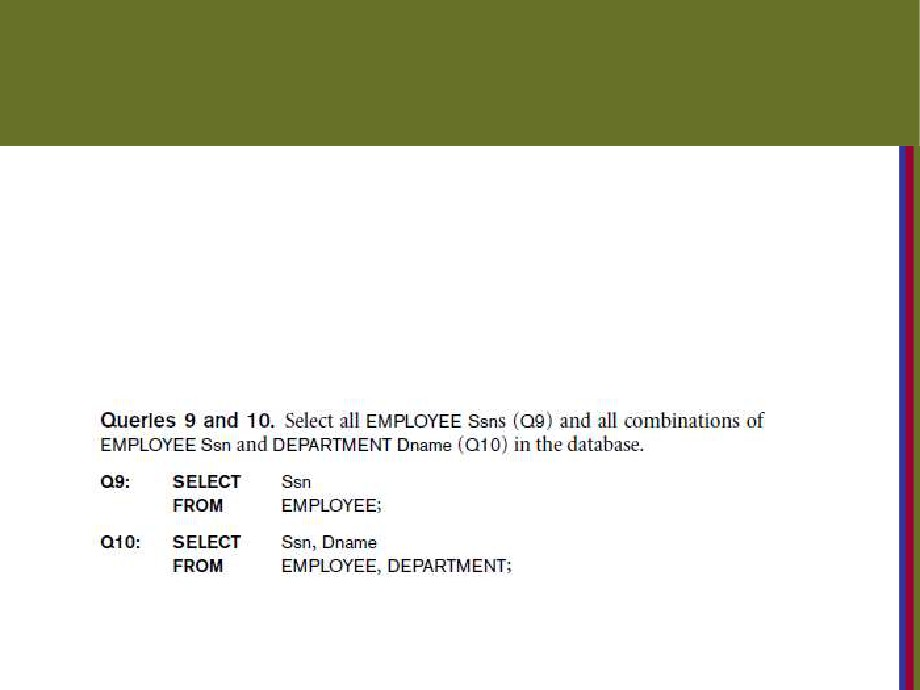 Queries 9 and 10. Select all EMPLOYEE Ssns (Q9) and all combinations of
EMPLOYEE Ssn and DEPARTMENT Dname (Q10) in the database.
Q9: SELECT Ssn
FROM EMPLOYEE;
Q10: SELECT Ssn, Dname
FROM EMPLOYEE, DEPARTMENT;